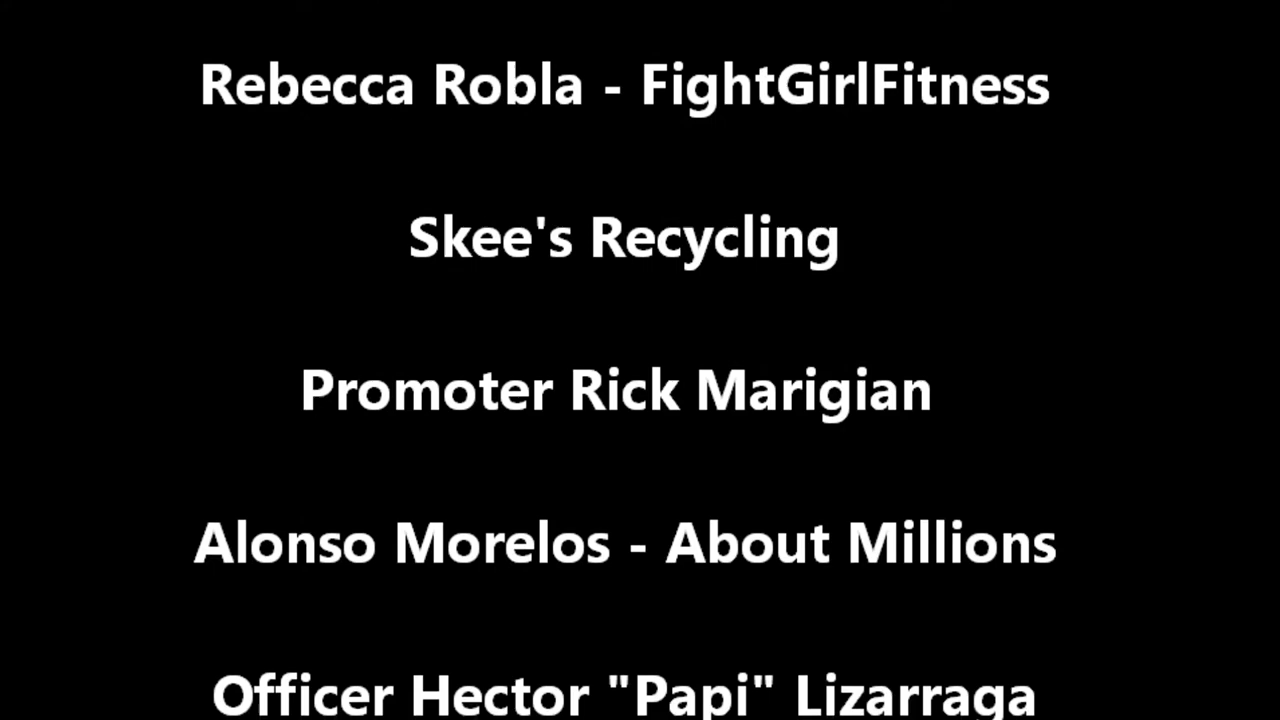 Rebecca Robla - FightGirlFitness
Skee's Recycling
Promoter Rick Marigian
Alonso Morelos - About Millions
Officer Hector "Papi" Lizarraga